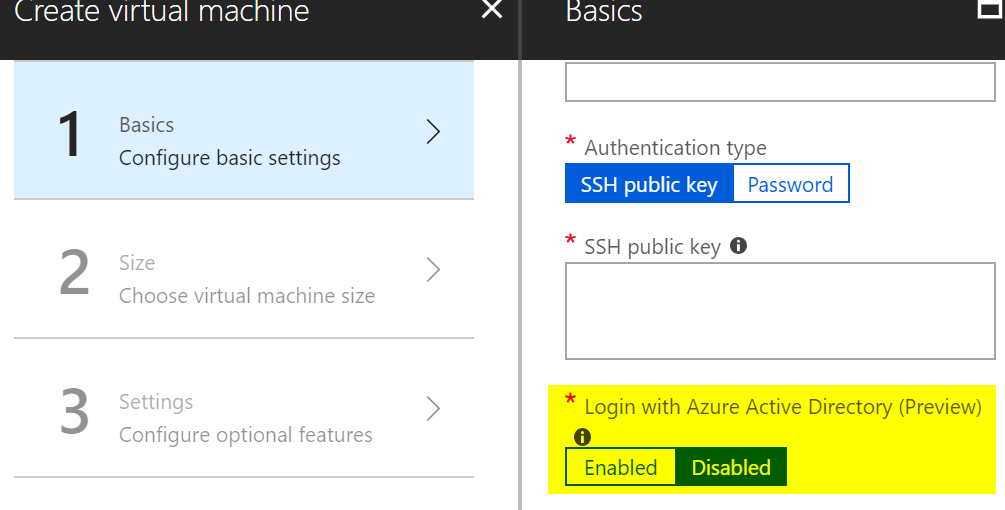 Create virtual machine
1
Basics
Configure basic settings
2
Size
Choose virtual machine size
3
Settings
Configure optional features
Basics
* Authentication type
SSH public key Password
* SSH public key
* Login with Azure Active Directory (Preview)
Enabled Disabled